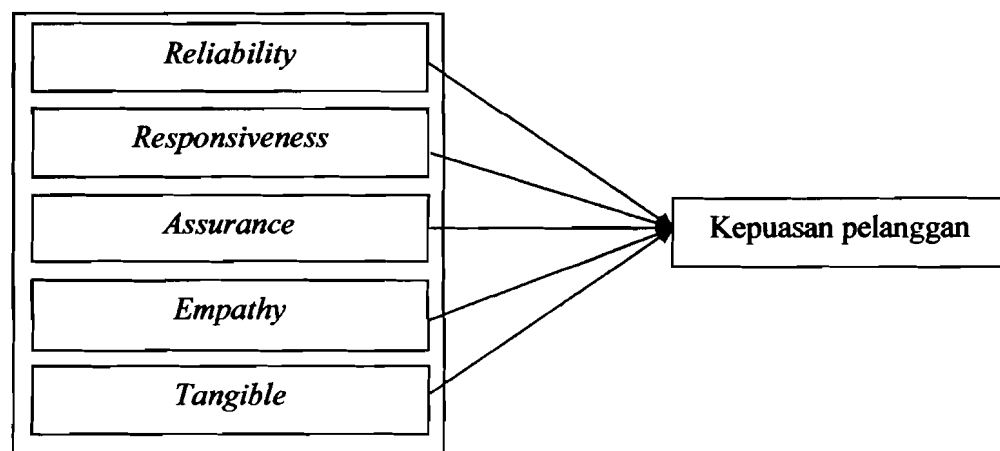 Reliability
Responsiveness
Assurance
Empathy
Tangible
Kepuasan pelanggan